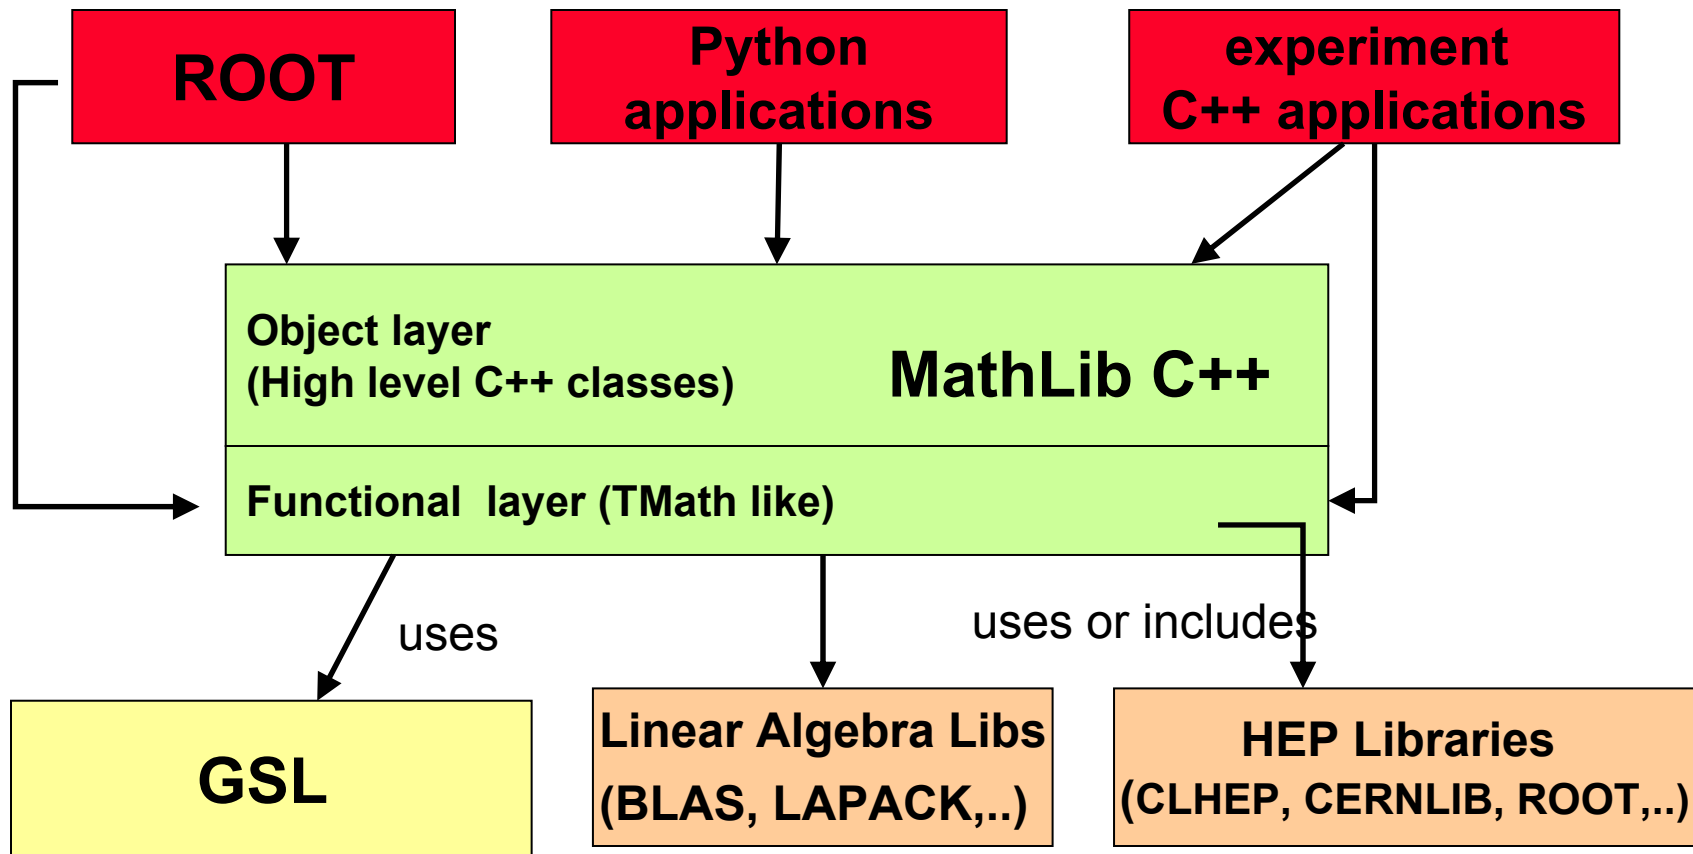 ROOT
Python
applications
experiment
C++ applications
Object layer
(High level C++ classes)
MathLib C++
Functional  layer (TMath like)
uses
uses or includes
GSL
Linear Algebra Libs
(BLAS, LAPACK,..)
HEP Libraries
(CLHEP, CERNLIB, ROOT,..)